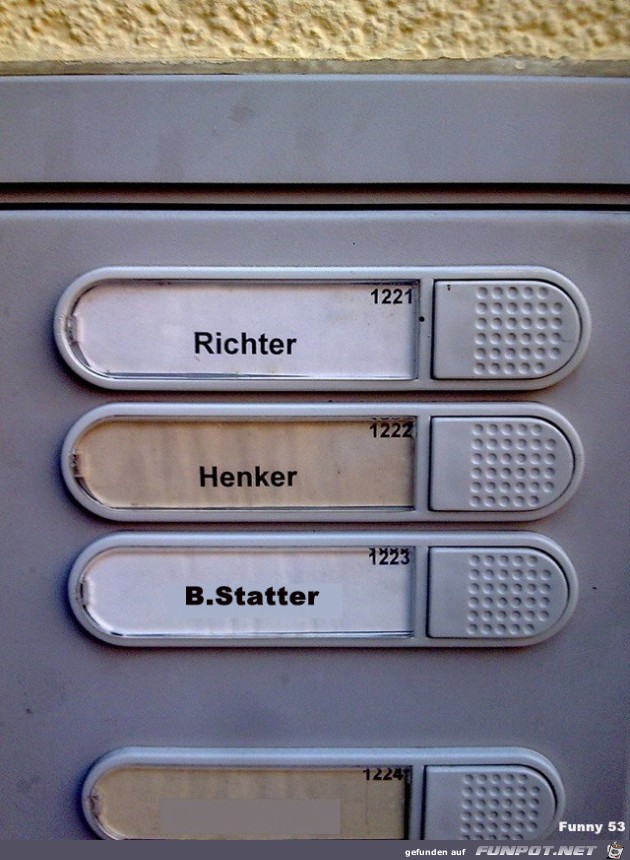 1221
Richter
1222
Henker
1223
B.Statter
1224
Funny 53
gefunden auf FUNPOT.NET